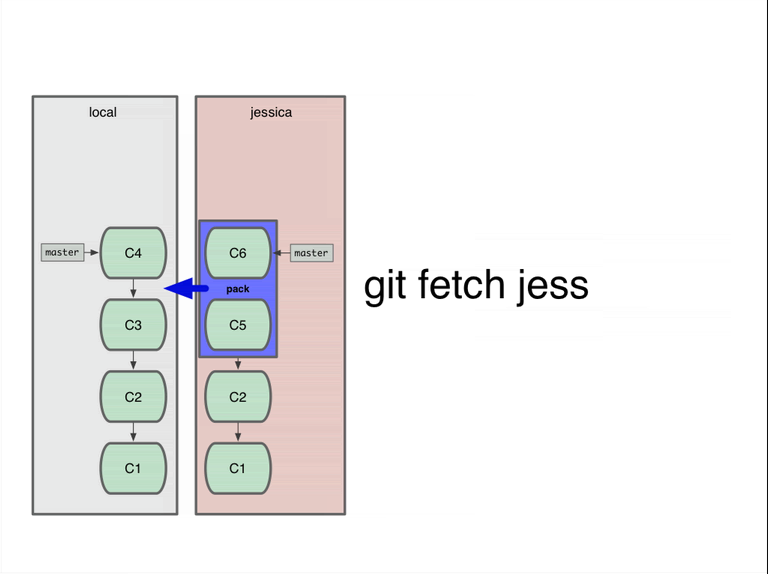 local
jessica
master
C4
C6
master
pack
git fetch jess
C3
C5
C2
C2
C1
C1